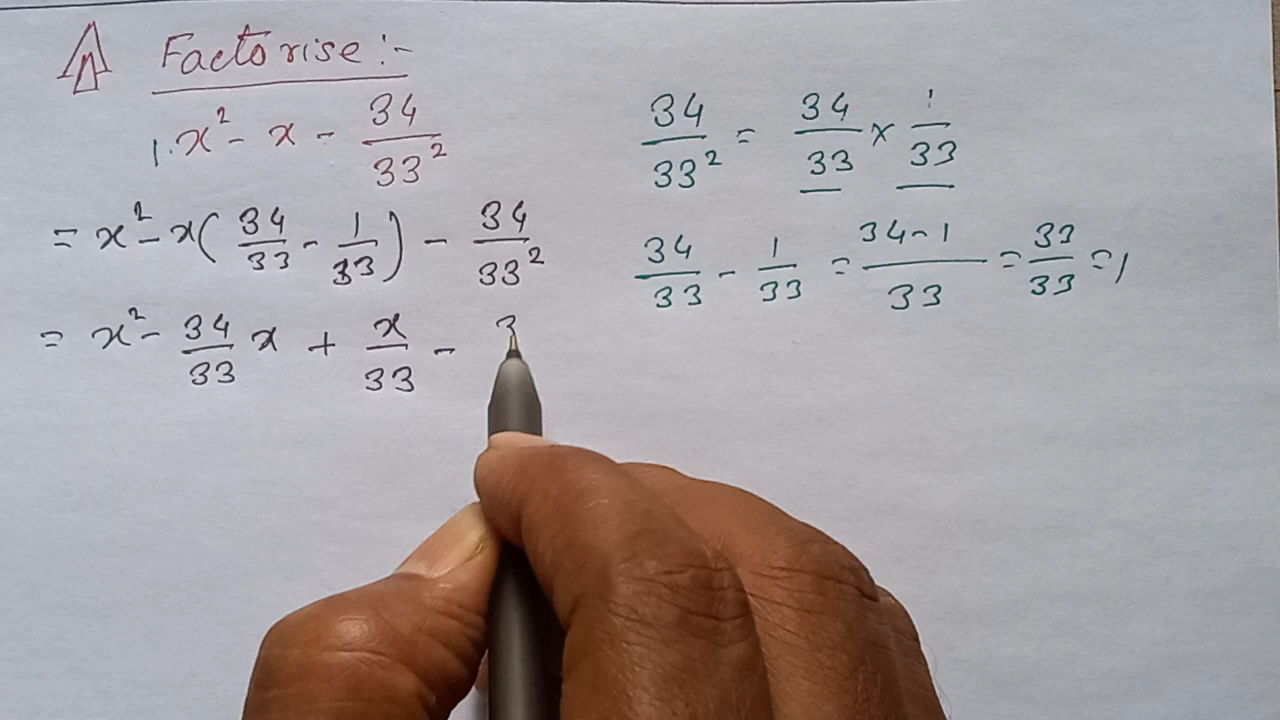 Factorise :-
1. x² - x - 34/33²
= x² - x(34/33 - 1/33) - 34/33²
= x² - 34/33 x + x/33 - 3
34/33² = 34/33 × 1/33
34/33 - 1/33 = 34-1/33 = 33/33 = 1